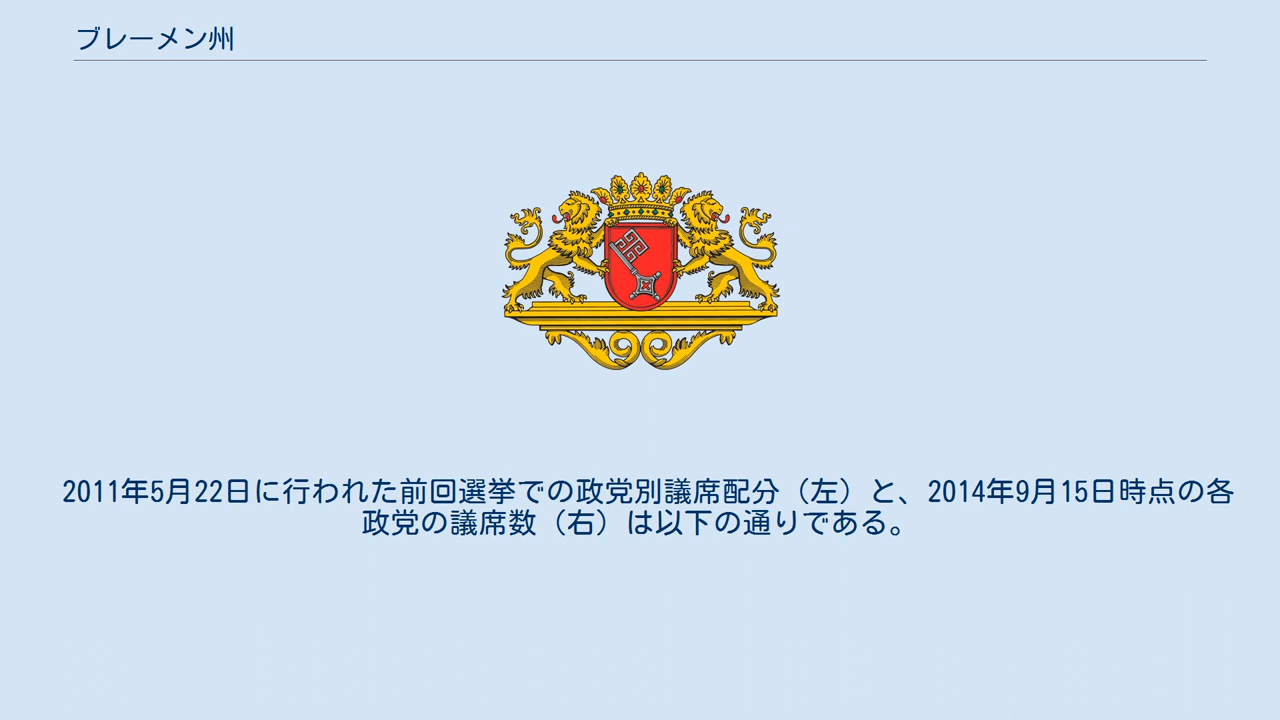 ブレーメン州
2011年5月22日に行われた前回選挙での政党別議席配分（左）と、2014年9月15日時点の各
政党の議席数（右）は以下の通りである。